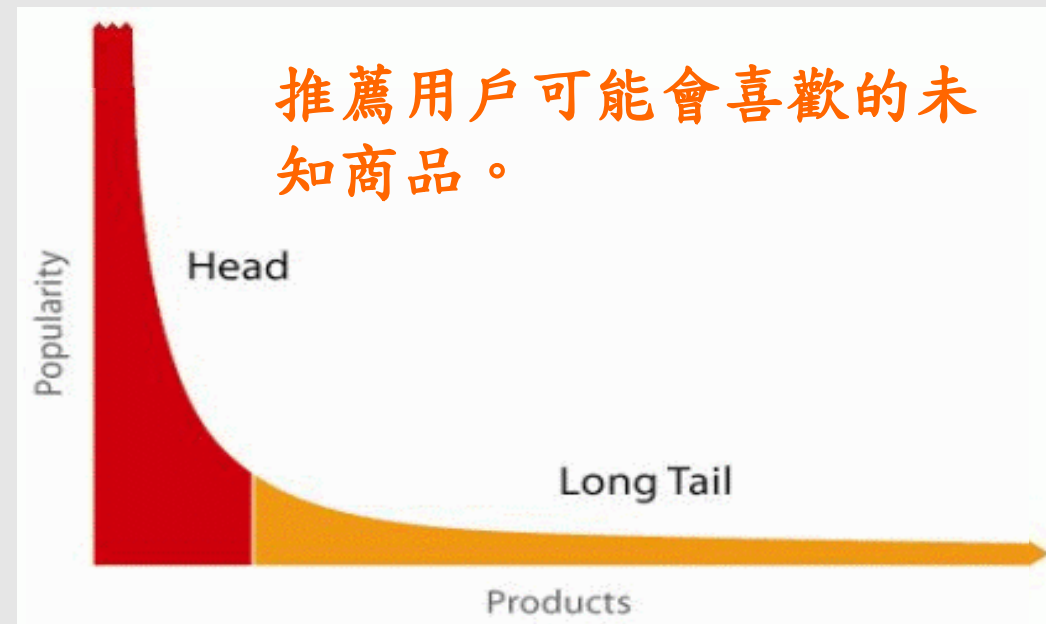 推薦用戶可能會喜歡的未
知商品。
Head
Popularity
Long Tail
Products